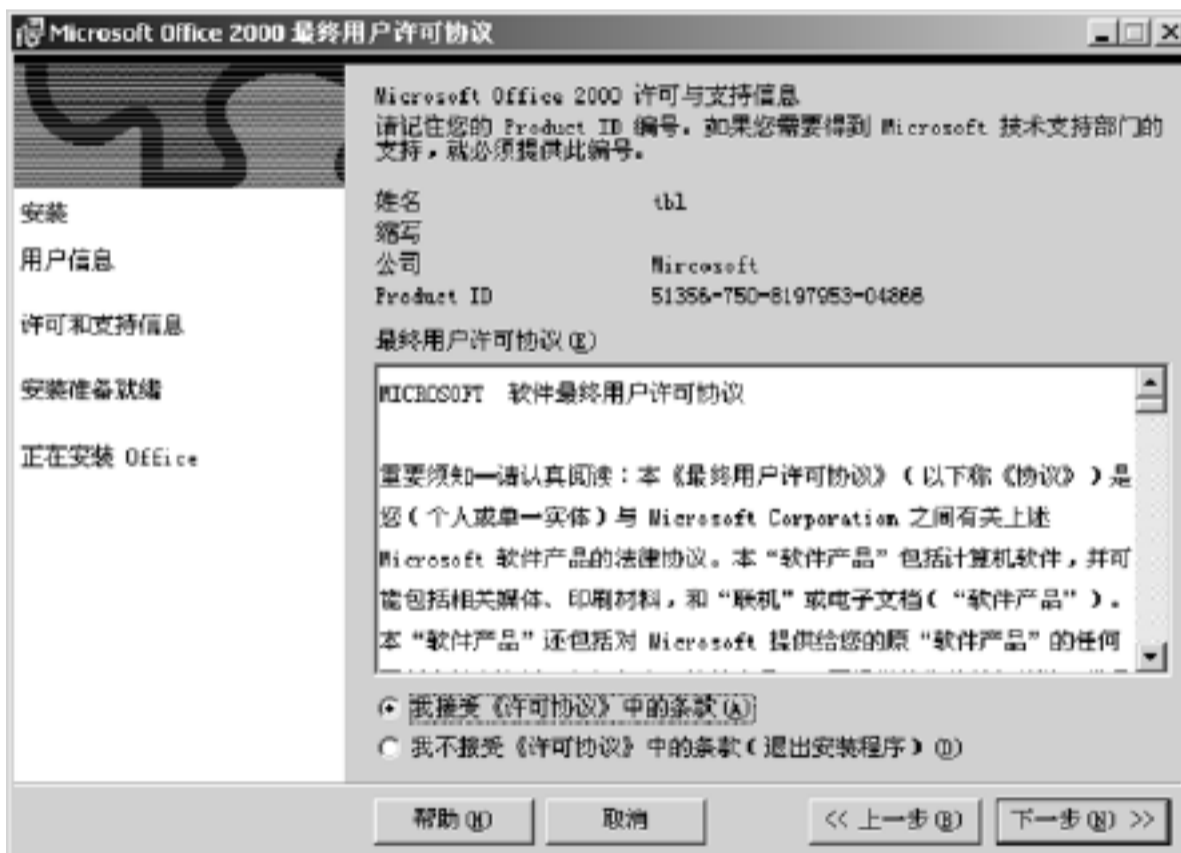 Microsoft Office 2000 最终用户许可协议
Microsoft Office 2000 许可与支持信息
请记住您的 Product ID 编号。如果您需要得到 Microsoft 技术支持部门的
支持，就必须提供此编号。
安装
用户信息
许可和支持信息
安装准备就绪
正在安装 Office
姓名 tbl
缩写
公司 Mircosoft
Product ID 51356-750-8197953-04866
最终用户许可协议(E)
MICROSOFT 软件最终用户许可协议
重要须知—请认真阅读：本《最终用户许可协议》（以下称《协议》）是
您（个人或单一实体）与 Microsoft Corporation 之间有关上述
Microsoft 软件产品的法律协议。本“软件产品”包括计算机软件，并可
能包括相关媒体、印刷材料，和“联机”或电子文档（“软件产品”）。
本“软件产品”还包括对 Microsoft 提供给您的原“软件产品”的任何
我接受《许可协议》中的条款(A)
我不接受《许可协议》中的条款（退出安装程序）(D)
帮助(H)
取消
<< 上一步(B)
下一步(N) >>